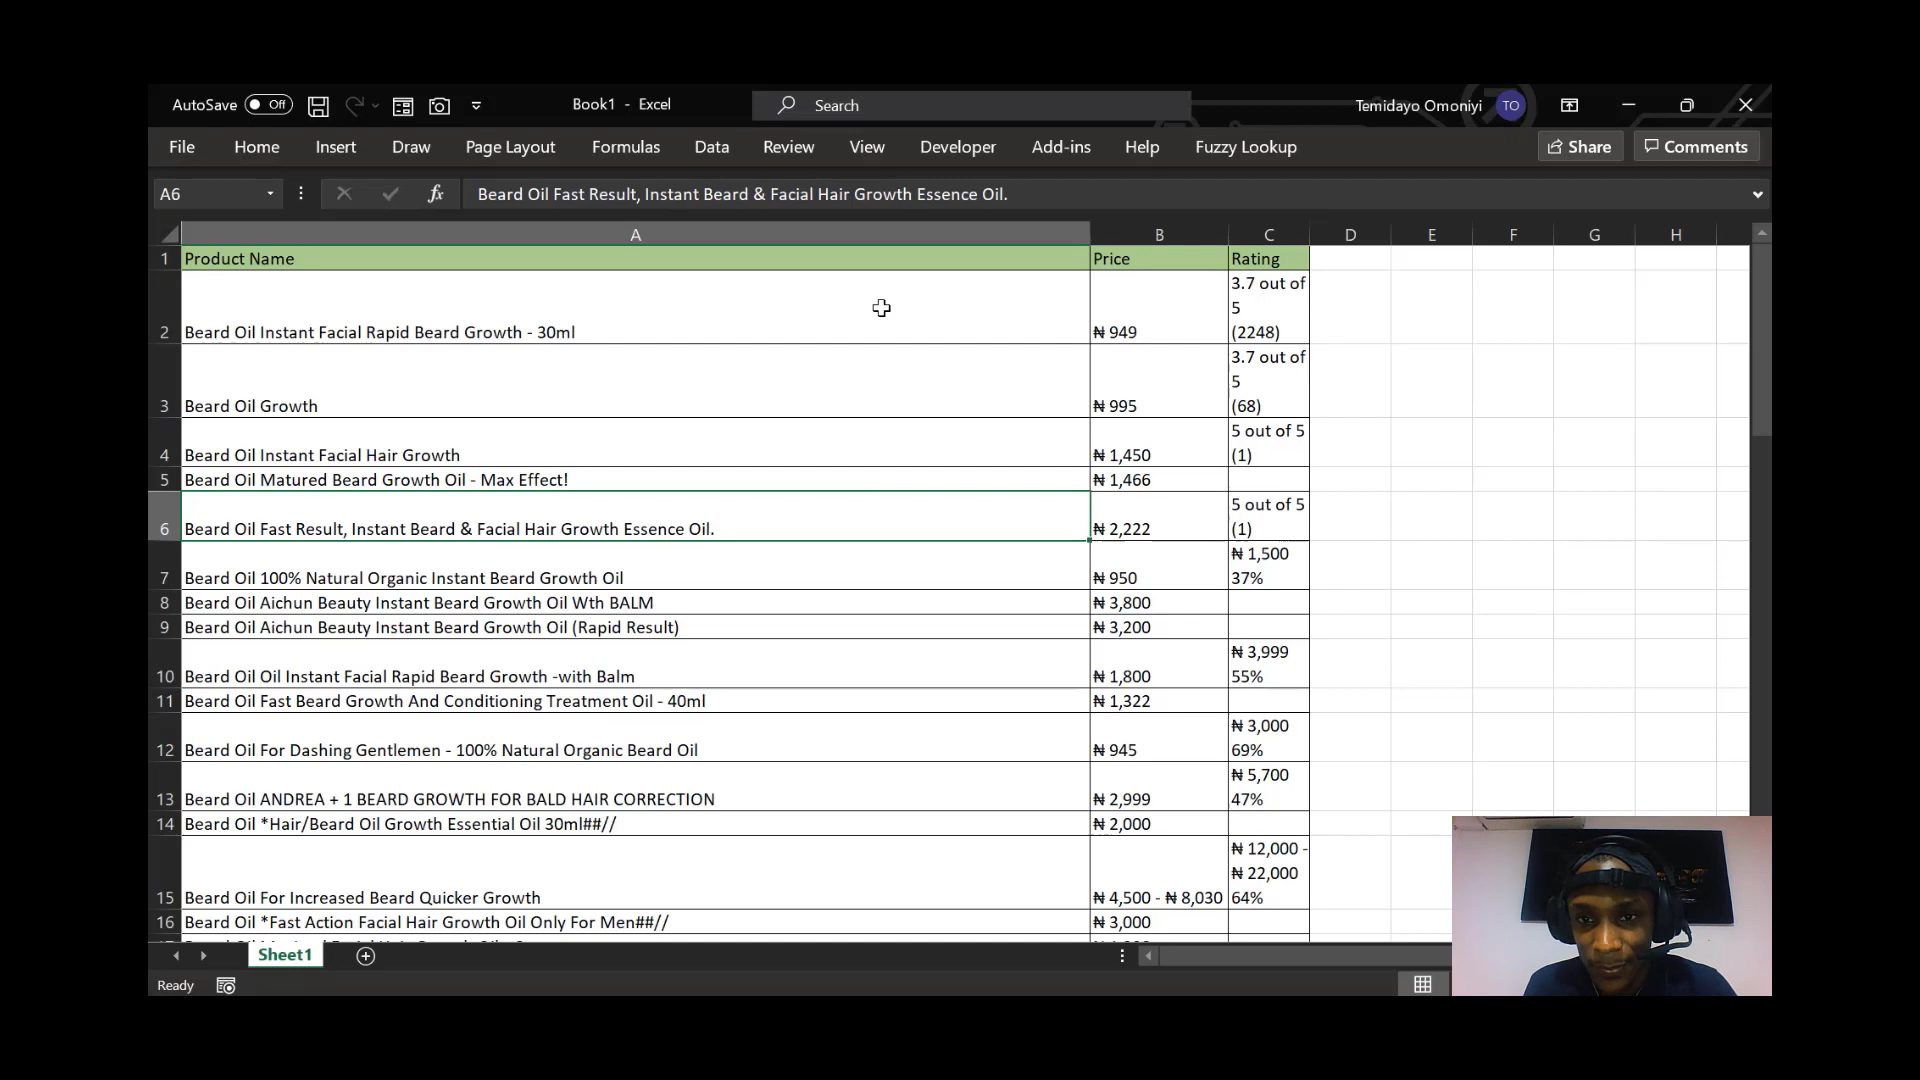 AutoSave Off Book1 - Excel Search Temidayo Omoniyi TO
File Home Insert Draw Page Layout Formulas Data Review View Developer Add-ins Help Fuzzy Lookup Share Comments
A6 fx Beard Oil Fast Result, Instant Beard & Facial Hair Growth Essence Oil.
A B C D E F G H
1 Product Name Price Rating
3.7 out of
5
2 Beard Oil Instant Facial Rapid Beard Growth - 30ml ₦ 949 (2248)
3.7 out of
5
3 Beard Oil Growth ₦ 995 (68)
5 out of 5
4 Beard Oil Instant Facial Hair Growth ₦ 1,450 (1)
5 Beard Oil Matured Beard Growth Oil - Max Effect! ₦ 1,466
5 out of 5
6 Beard Oil Fast Result, Instant Beard & Facial Hair Growth Essence Oil. ₦ 2,222 (1)
₦ 1,500
7 Beard Oil 100% Natural Organic Instant Beard Growth Oil ₦ 950 37%
8 Beard Oil Aichun Beauty Instant Beard Growth Oil Wth BALM ₦ 3,800
9 Beard Oil Aichun Beauty Instant Beard Growth Oil (Rapid Result) ₦ 3,200
₦ 3,999
10 Beard Oil Oil Instant Facial Rapid Beard Growth -with Balm ₦ 1,800 55%
11 Beard Oil Fast Beard Growth And Conditioning Treatment Oil - 40ml ₦ 1,322
₦ 3,000
12 Beard Oil For Dashing Gentlemen - 100% Natural Organic Beard Oil ₦ 945 69%
₦ 5,700
13 Beard Oil ANDREA + 1 BEARD GROWTH FOR BALD HAIR CORRECTION ₦ 2,999 47%
14 Beard Oil *Hair/Beard Oil Growth Essential Oil 30ml##// ₦ 2,000
₦ 12,000 -
₦ 22,000
15 Beard Oil For Increased Beard Quicker Growth ₦ 4,500 - ₦ 8,030 64%
16 Beard Oil *Fast Action Facial Hair Growth Oil Only For Men##// ₦ 3,000
Sheet1
Ready